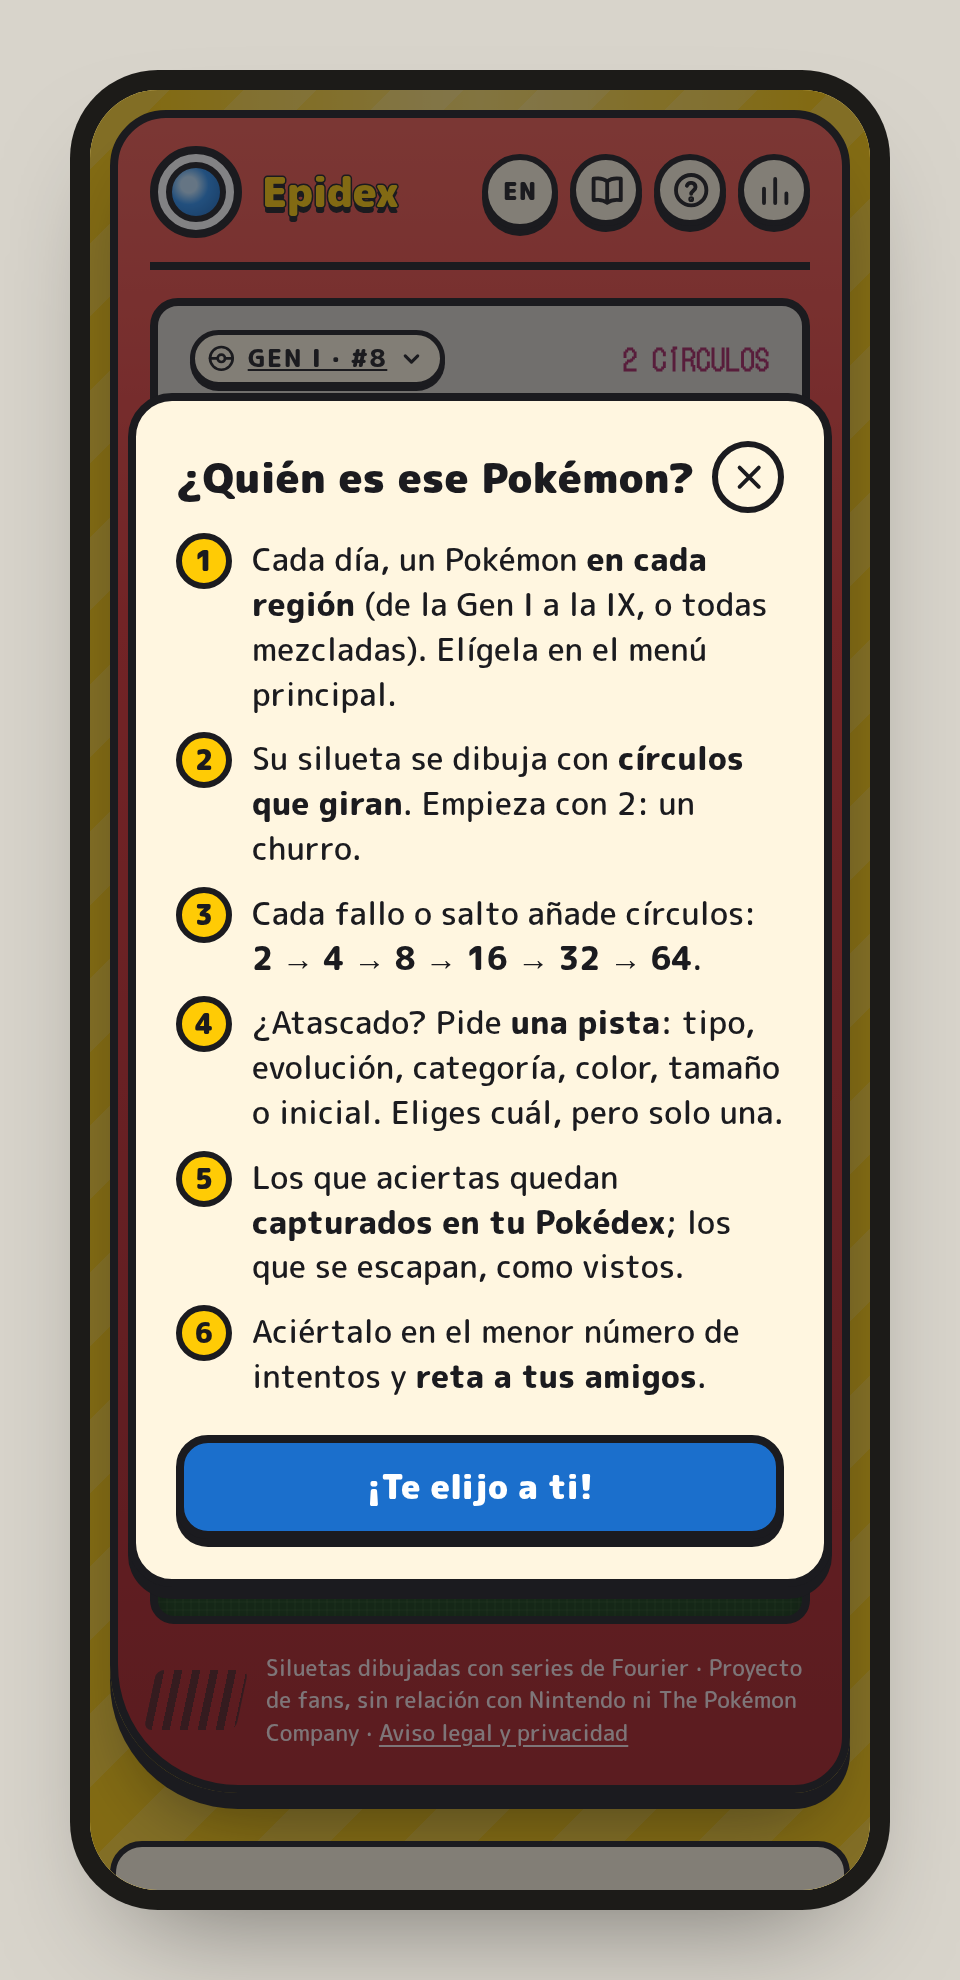 Epidex
EN
GEN I · #8
2 CÍRCULOS
¿Quién es ese Pokémon?
1 Cada día, un Pokémon en cada
región (de la Gen I a la IX, o todas
mezcladas). Elígela en el menú
principal.
2 Su silueta se dibuja con círculos
que giran. Empieza con 2: un
churro.
3 Cada fallo o salto añade círculos:
2 → 4 → 8 → 16 → 32 → 64.
4 ¿Atascado? Pide una pista: tipo,
evolución, categoría, color, tamaño
o inicial. Eliges cuál, pero solo una.
5 Los que aciertas quedan
capturados en tu Pokédex; los
que se escapan, como vistos.
6 Aciértalo en el menor número de
intentos y reta a tus amigos.
¡Te elijo a ti!
Siluetas dibujadas con series de Fourier · Proyecto
de fans, sin relación con Nintendo ni The Pokémon
Company · Aviso legal y privacidad